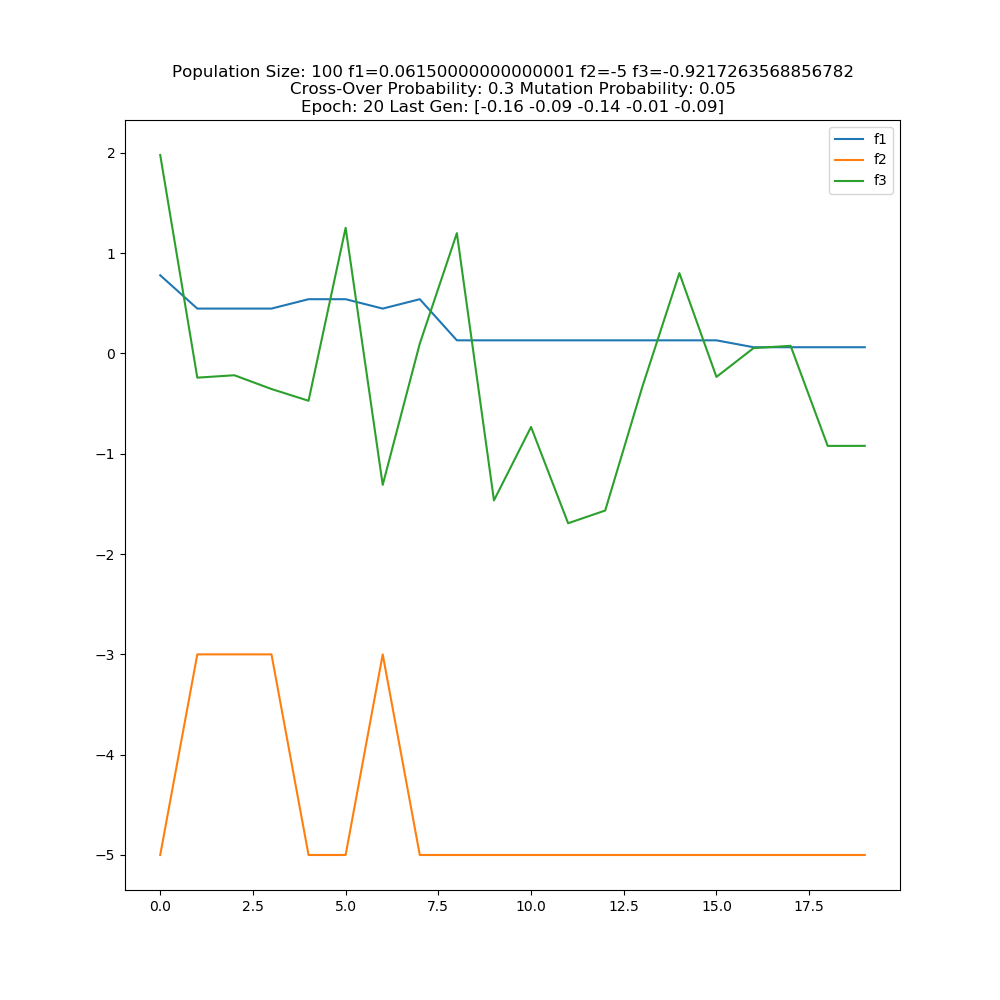 Population Size: 100 f1=0.06150000000000001 f2=-5 f3=-0.9217263568856782
Cross-Over Probability: 0.3 Mutation Probability: 0.05
Epoch: 20 Last Gen: [-0.16 -0.09 -0.14 -0.01 -0.09]
f1
f2
f3
2
1
0
−1
−2
−3
−4
−5
0.0 2.5 5.0 7.5 10.0 12.5 15.0 17.5